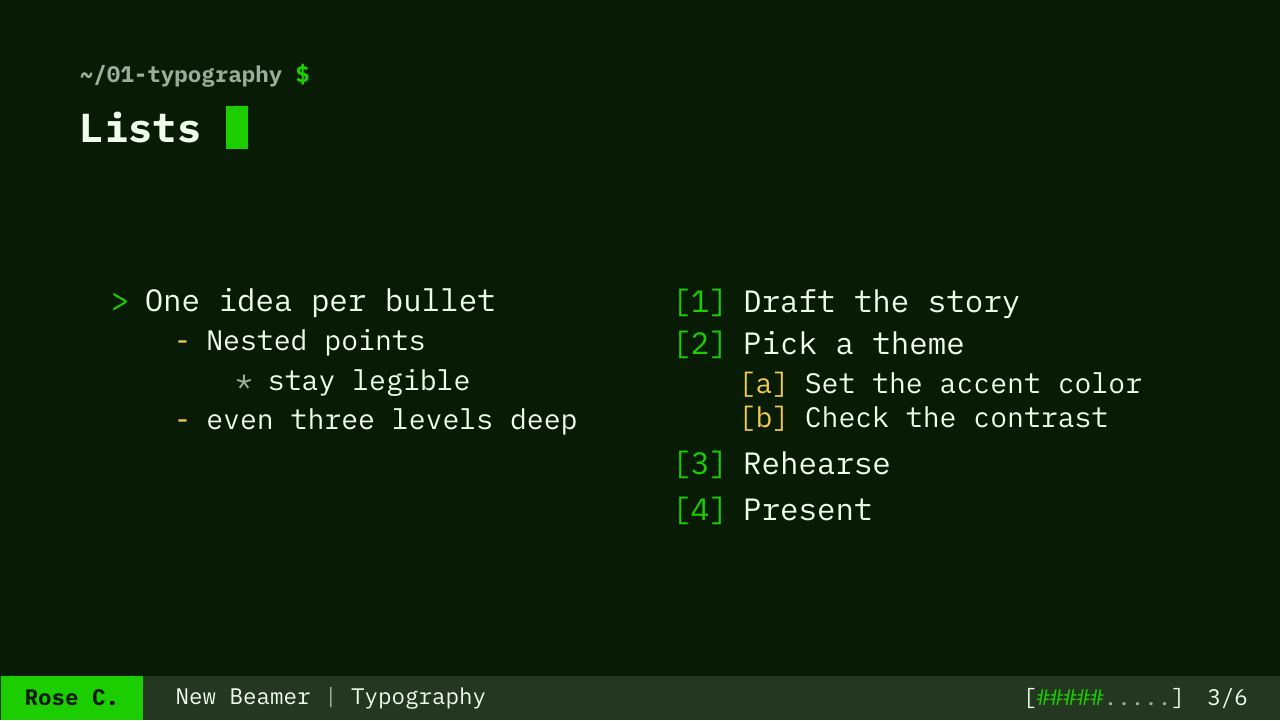 ~/01-typography $
Lists
> One idea per bullet
- Nested points
* stay legible
- even three levels deep
[1] Draft the story
[2] Pick a theme
[a] Set the accent color
[b] Check the contrast
[3] Rehearse
[4] Present
Rose C. New Beamer | Typography [#####.....] 3/6